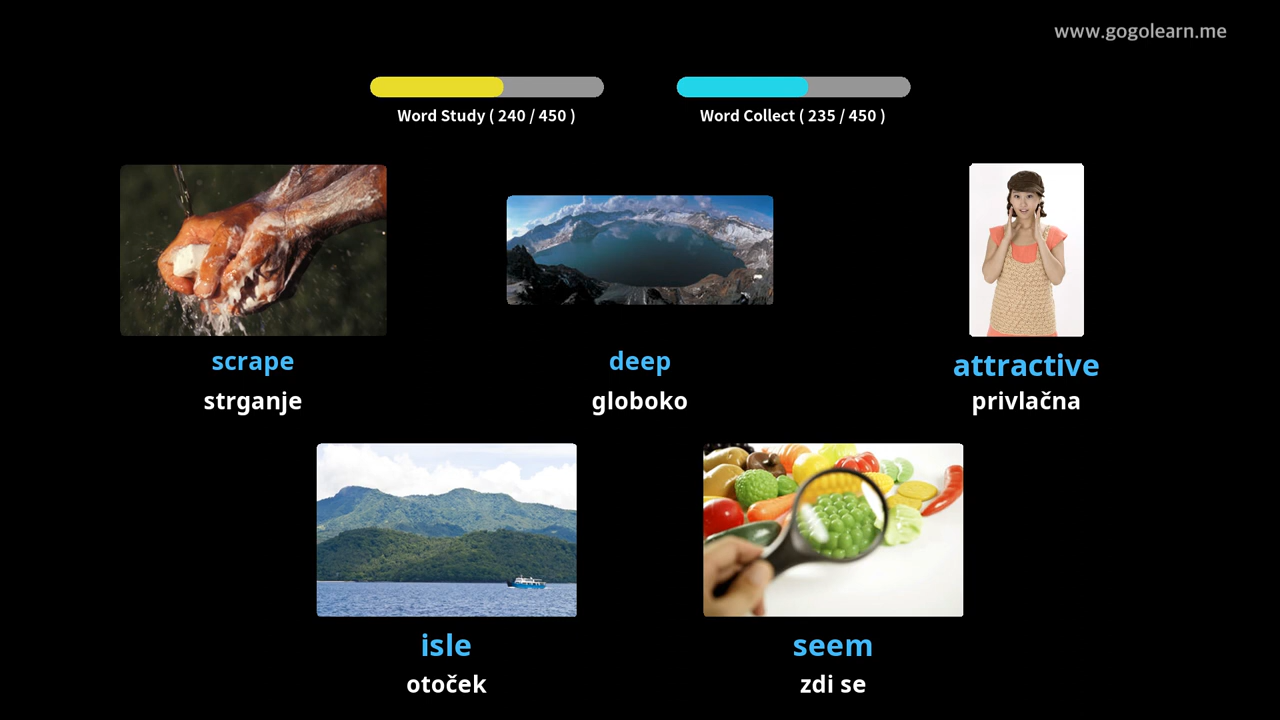 www.gogolearn.me
Word Study ( 240 / 450 )
Word Collect ( 235 / 450 )
scrape
strganje
deep
globoko
attractive
privlačna
isle
otoček
seem
zdi se